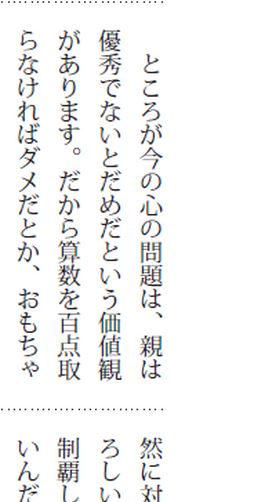 ところが今の心の問題は、親は
優秀でないとだめだという価値観
があります。だから算数を百点取
らなければダメだとか、おもちゃ
然に対
ろしい
制覇し
いんだ